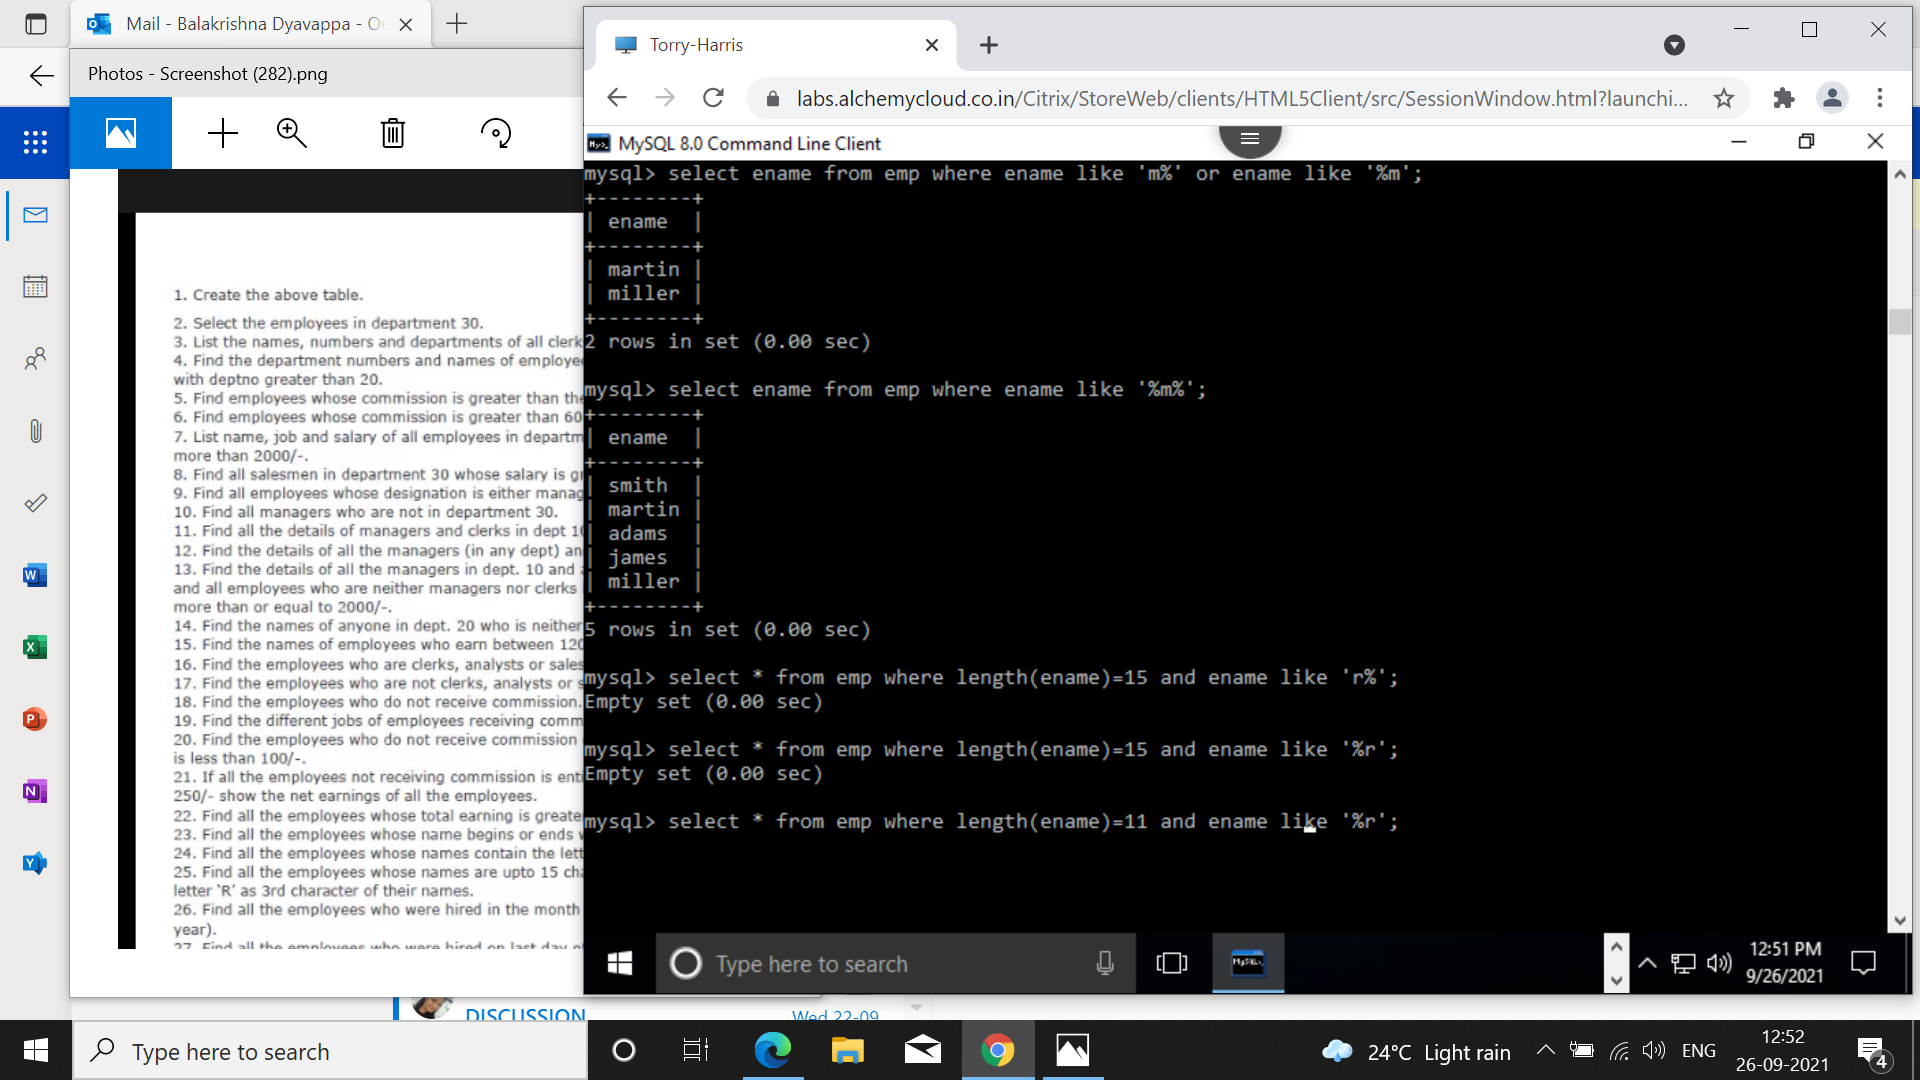 Mail - Balakrishna Dyavappa - Ou
Photos - Screenshot (282).png
1. Create the above table.
2. Select the employees in department 30.
3. List the names, numbers and departments of all clerk
4. Find the department numbers and names of employe
with deptno greater than 20.
5. Find employees whose commission is greater than the
6. Find employees whose commission is greater than 60
7. List name, job and salary of all employees in departm
more than 2000/-.
8. Find all salesmen in department 30 whose salary is gr
9. Find all employees whose designation is either manag
10. Find all managers who are not in department 30.
11. Find all the details of managers and clerks in dept 10
12. Find the details of all the managers (in any dept) an
13. Find the details of all the managers in dept. 10 and a
and all employees who are neither managers nor clerks
more than or equal to 2000/-.
14. Find the names of anyone in dept. 20 who is neither
15. Find the names of employees who earn between 120
16. Find the employees who are clerks, analysts or sales
17. Find the employees who are not clerks, analysts or s
18. Find the employees who do not receive commission.
19. Find the different jobs of employees receiving comm
20. Find the employees who do not receive commission
is less than 100/-.
21. If all the employees not receiving commission is enti
250/- show the net earnings of all the employees.
22. Find all the employees whose total earning is greate
23. Find all the employees whose name begins or ends w
24. Find all the employees whose names contain the lett
25. Find all the employees whose names are upto 15 cha
letter 'R' as 3rd character of their names.
26. Find all the employees who were hired in the month
year).
27. Find all the employees who were hired on last day o
DISCUSSION
Wed 22-09
Torry-Harris
labs.alchemycloud.co.in/Citrix/StoreWeb/clients/HTML5Client/src/SessionWindow.html?launchi...
MySQL 8.0 Command Line Client
mysql> select ename from emp where ename like 'm%' or ename like '%m';
+--------+
| ename  |
+--------+
| martin |
| miller |
+--------+
2 rows in set (0.00 sec)
mysql> select ename from emp where ename like '%m%';
+--------+
| ename  |
+--------+
| smith  |
| martin |
| adams  |
| james  |
| miller |
+--------+
5 rows in set (0.00 sec)
mysql> select * from emp where length(ename)=15 and ename like 'r%';
Empty set (0.00 sec)
mysql> select * from emp where length(ename)=15 and ename like '%r';
Empty set (0.00 sec)
mysql> select * from emp where length(ename)=11 and ename like '%r';
Type here to search
12:51 PM
9/26/2021
Type here to search
24°C Light rain
ENG
12:52
26-09-2021
4